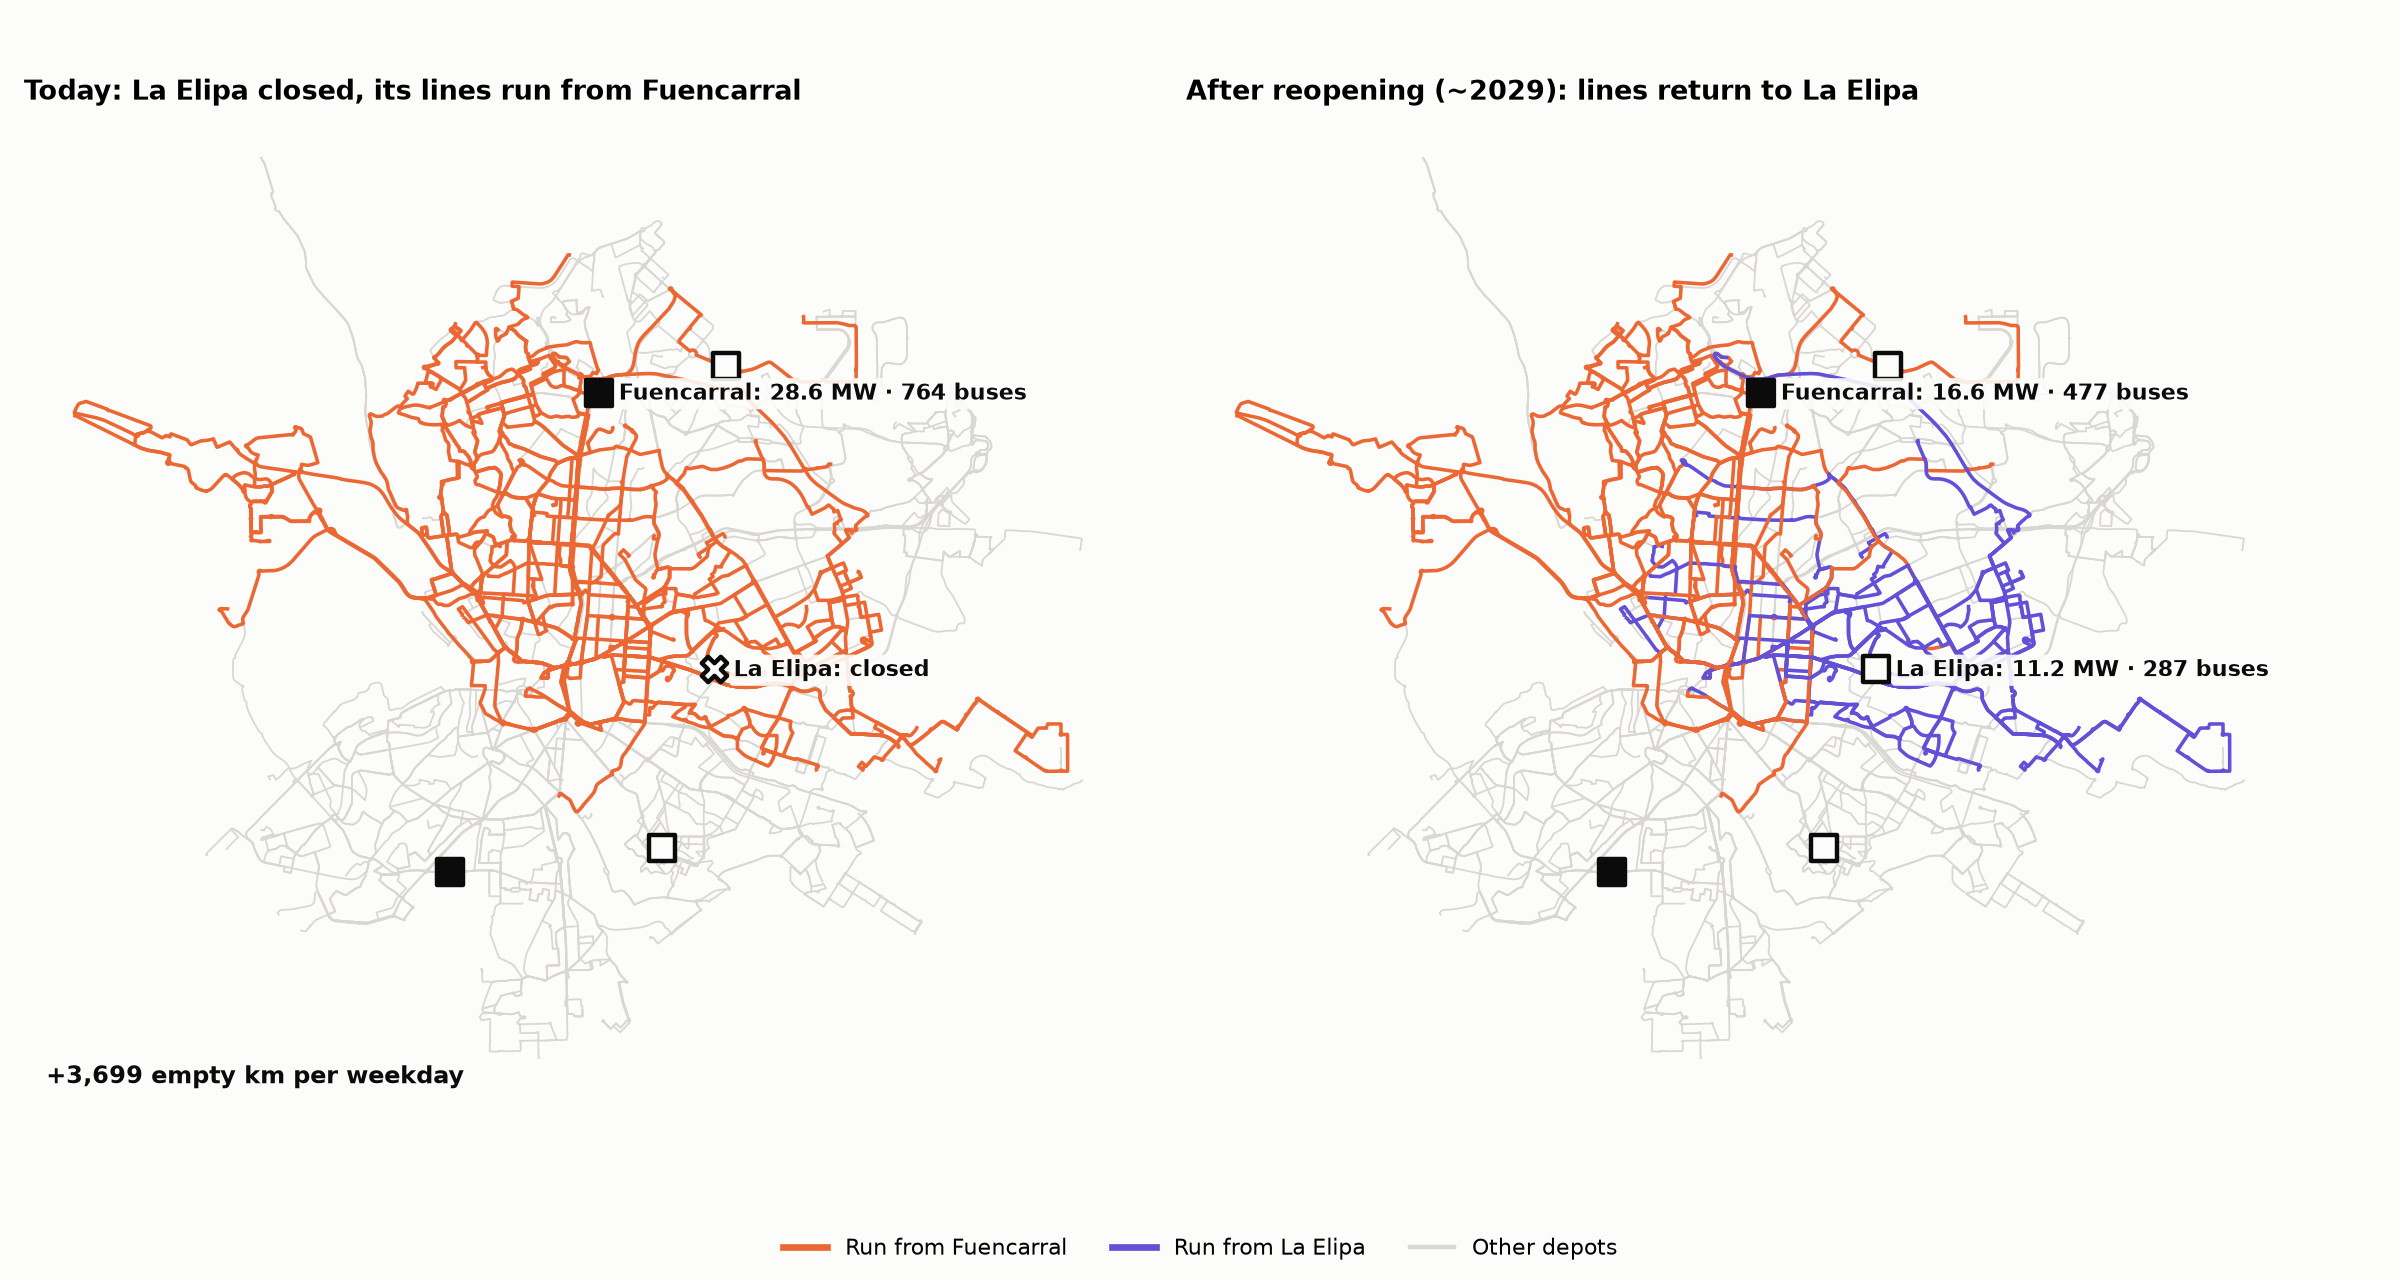 Today: La Elipa closed, its lines run from Fuencarral
After reopening (~2029): lines return to La Elipa
Fuencarral: 28.6 MW · 764 buses
La Elipa: closed
+3,699 empty km per weekday
Fuencarral: 16.6 MW · 477 buses
La Elipa: 11.2 MW · 287 buses
Run from Fuencarral
Run from La Elipa
Other depots